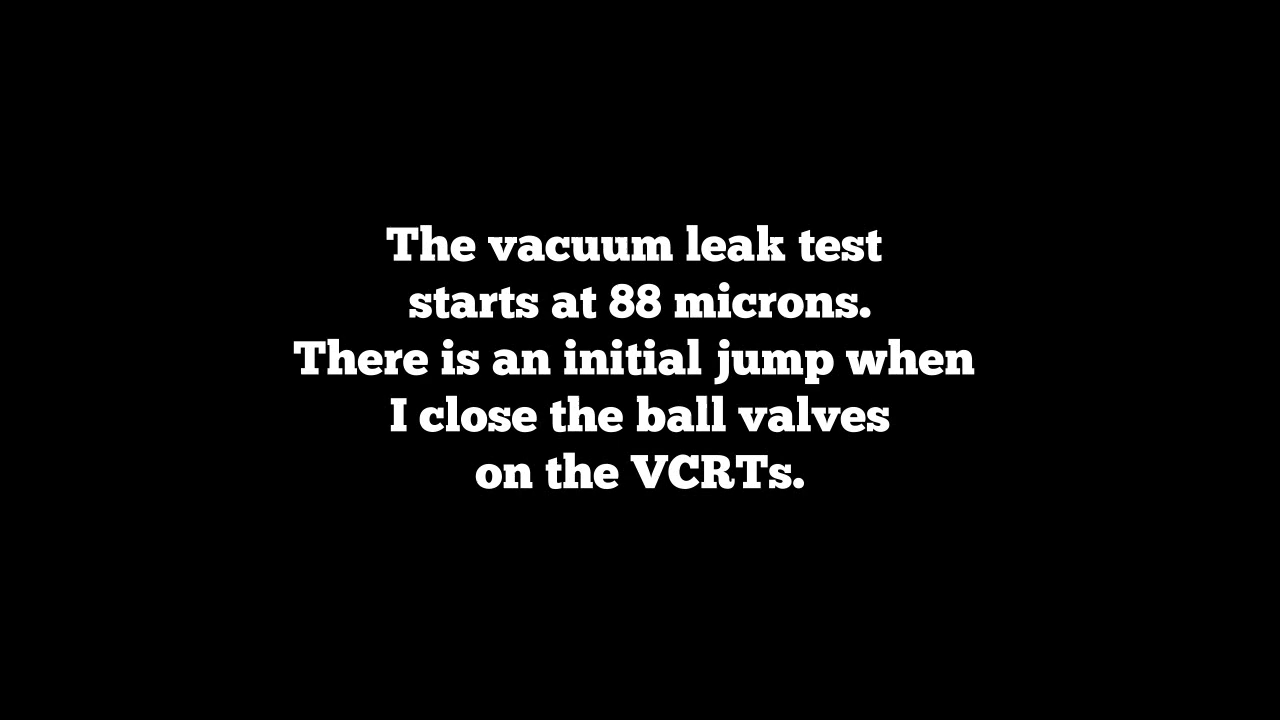 The vacuum leak test
starts at 88 microns.
There is an initial jump when
I close the ball valves
on the VCRTs.